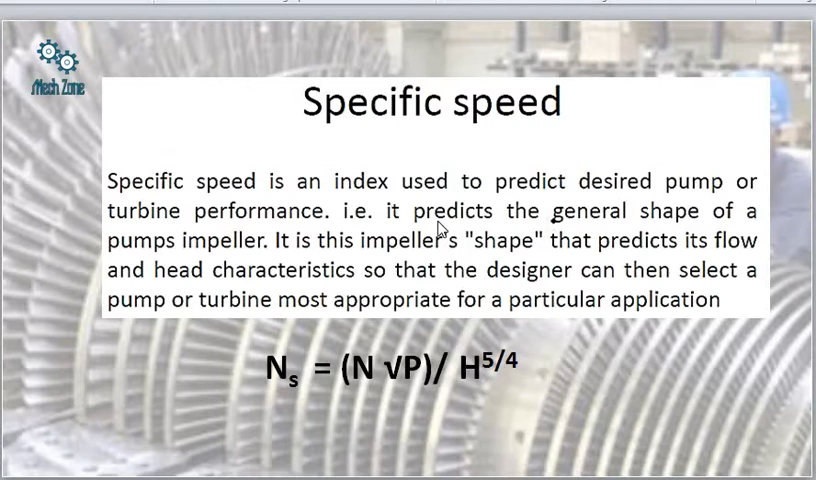 Mech Zone
Specific speed
Specific speed is an index used to predict desired pump or
turbine performance. i.e. it predicts the general shape of a
pumps impeller. It is this impeller's "shape" that predicts its flow
and head characteristics so that the designer can then select a
pump or turbine most appropriate for a particular application
Nₛ = (N √P)/ H^5/4